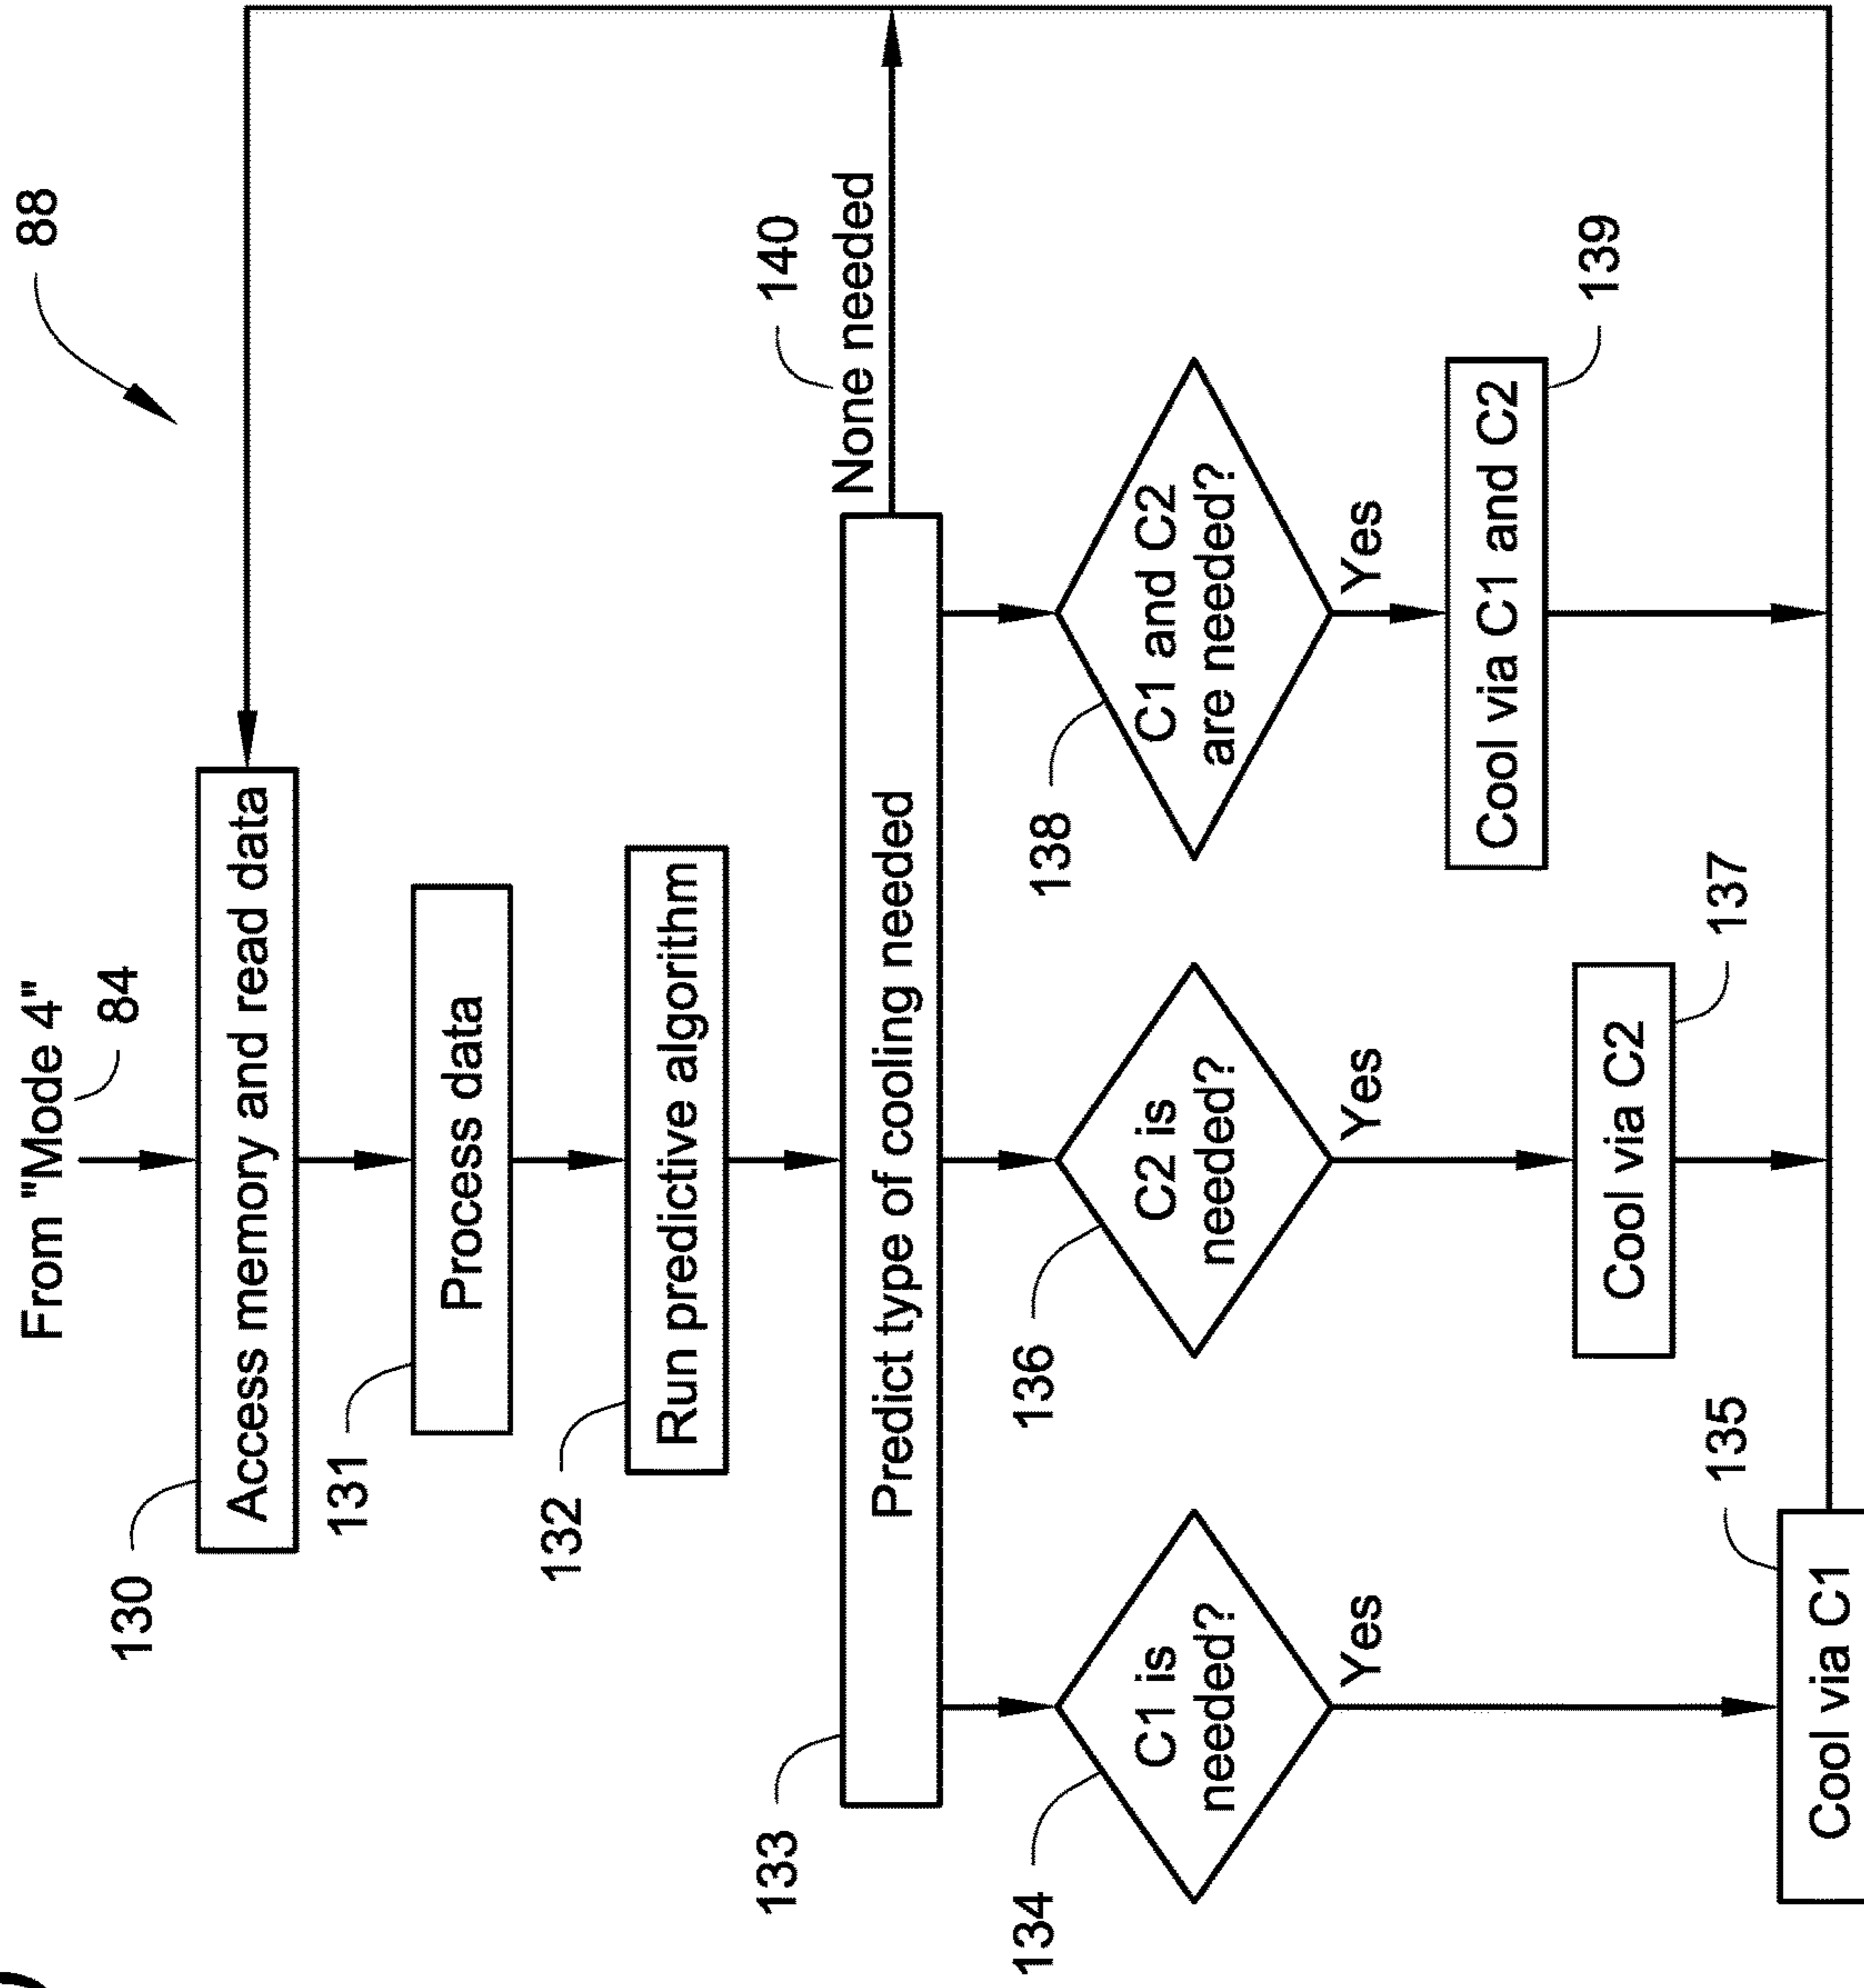 88
From "Mode 4"
84
130
Access memory and read data
131
Process data
132
Run predictive algorithm
133
Predict type of cooling needed
140
None needed
134
C1 is
needed?
Yes
136
C2 is
needed?
Yes
138
C1 and C2
are needed?
Yes
Cool via C1 and C2
139
Cool via C2
137
135
Cool via C1